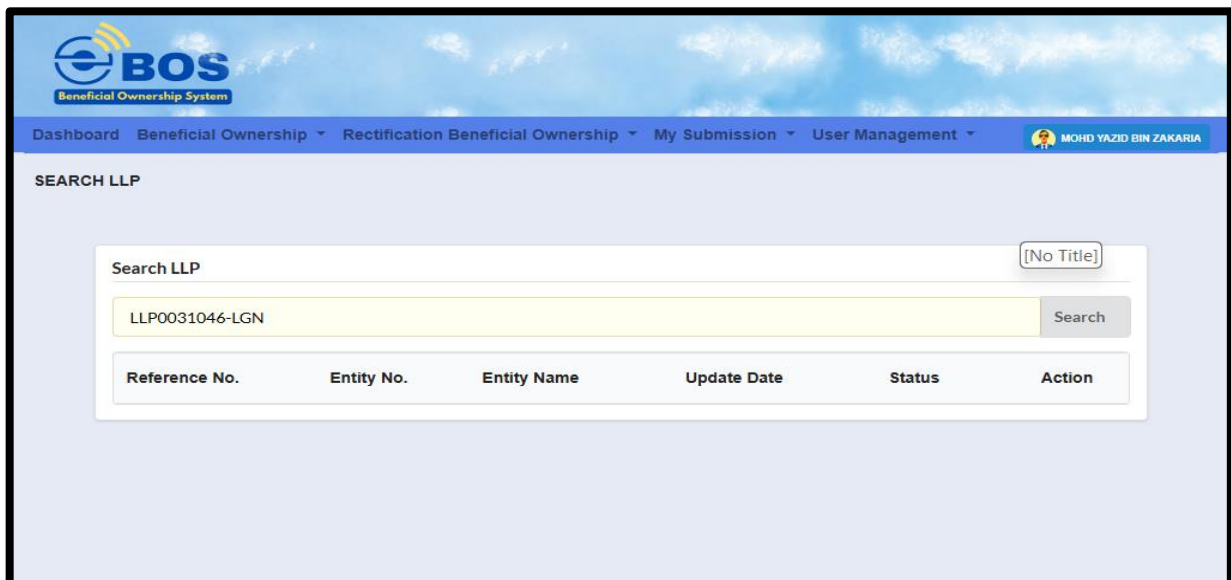 eBOS
Beneficial Ownership System
Dashboard Beneficial Ownership Rectification Beneficial Ownership My Submission User Management MOHD YAZID BIN ZAKARIA
SEARCH LLP
[No Title]
Search LLP
LLP0031046-LGN Search
Reference No. Entity No. Entity Name Update Date Status Action